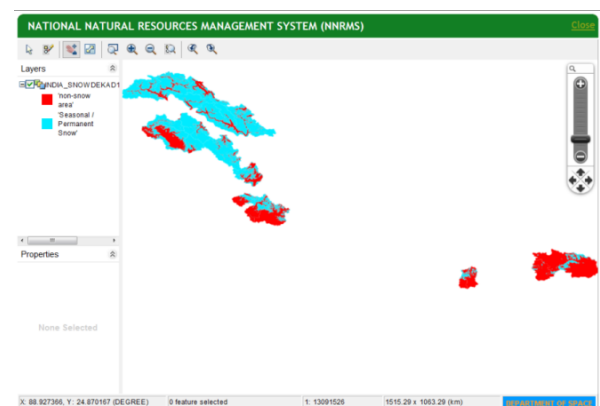 NATIONAL NATURAL RESOURCES MANAGEMENT SYSTEM (NNRMS)
Close
Layers
INDIA_SNOWDEKAD1
'non-snow
area'
'Seasonal /
Permanent
Snow'
Properties
None Selected
X: 88.927366, Y: 24.870167 (DEGREE)
0 feature selected
1: 13091526
1515.29 x 1063.29 (km)
DEPARTMENT OF SPACE